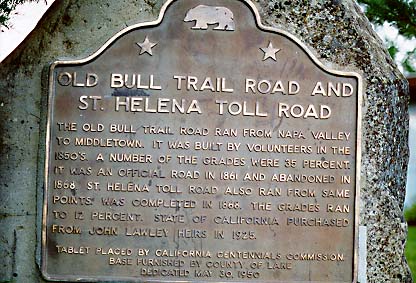 OLD BULL TRAIL ROAD AND
ST. HELENA TOLL ROAD
THE OLD BULL TRAIL ROAD RAN FROM NAPA VALLEY
TO MIDDLETOWN. IT WAS BUILT BY VOLUNTEERS IN THE
1850'S. A NUMBER OF THE GRADES WERE 35 PERCENT.
IT WAS AN OFFICIAL ROAD IN 1861 AND ABANDONED IN
1868. ST. HELENA TOLL ROAD ALSO RAN FROM SAME
POINTS. WAS COMPLETED IN 1866. THE GRADES RAN
TO 12 PERCENT. STATE OF CALIFORNIA PURCHASED
FROM JOHN LAWLEY HEIRS IN 1925.
TABLET PLACED BY CALIFORNIA CENTENNIALS COMMISSION
BASE FURNISHED BY COUNTY OF LAKE
DEDICATED MAY 30, 1950